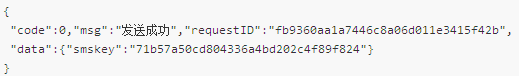 {
"code":0,"msg":"发送成功","requestID":"fb9360aa1a7446c8a06d011e3415f42b",
"data":{"smskey":"71b57a50cd804336a4bd202c4f89f824"}
}